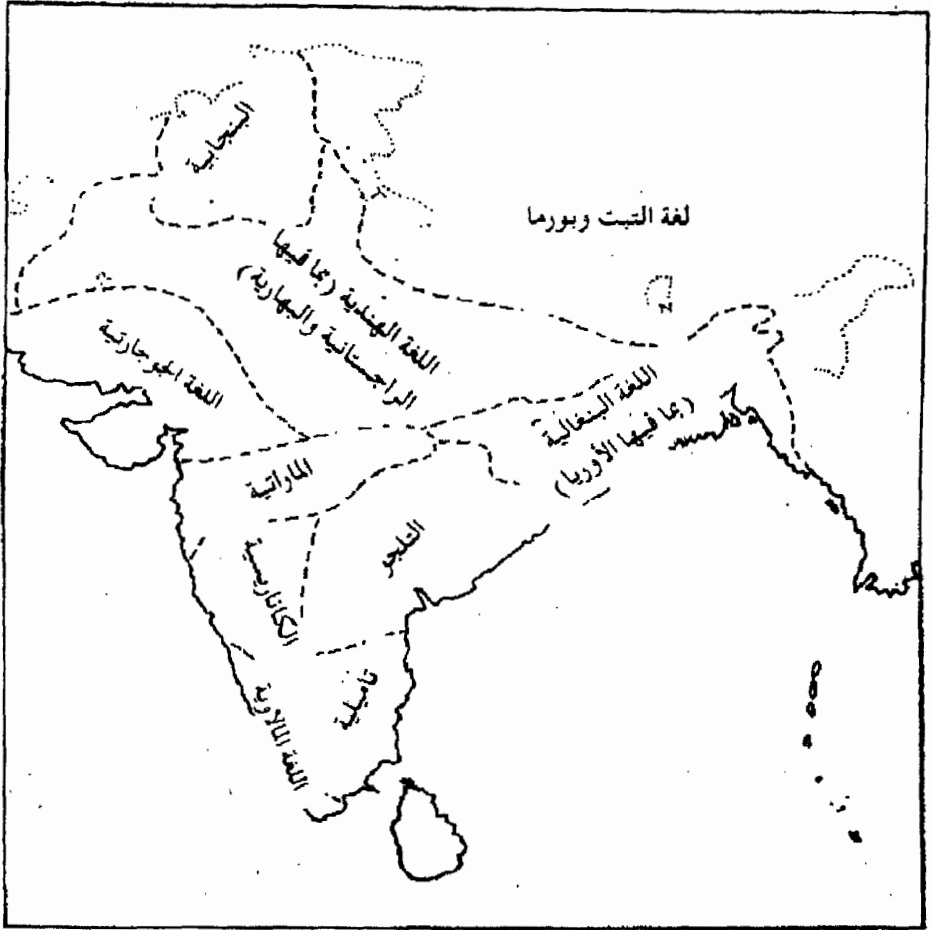 البنجابية
لغة التبت وبورما
اللغة الهندية (بما فيها
الراجستانية والبهارية)
اللغة الجوجارتية
اللغة البنغالية
(بما فيها الأوريا)
الماراتية
التلجو
الكاناريسية
تاميلية
اللغة المالاوية